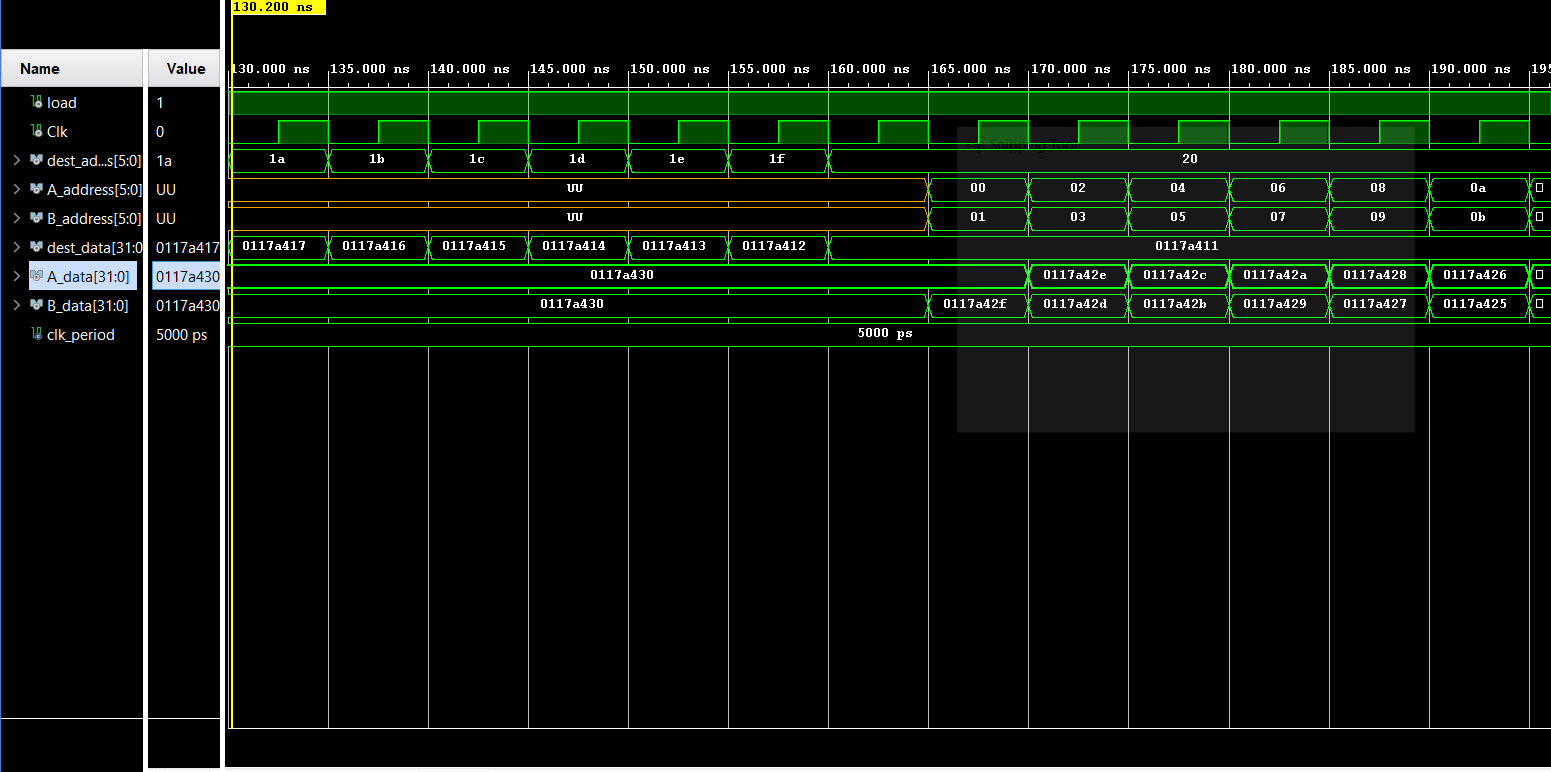 130.200 ns
Name Value
130.000 ns 135.000 ns 140.000 ns 145.000 ns 150.000 ns 155.000 ns 160.000 ns 165.000 ns 170.000 ns 175.000 ns 180.000 ns 185.000 ns 190.000 ns 195
load 1
Clk 0
dest_ad...s[5:0] 1a 1a 1b 1c 1d 1e 1f 20
A_address[5:0] UU UU 00 02 04 06 08 0a
B_address[5:0] UU UU 01 03 05 07 09 0b
dest_data[31:0 0117a417 0117a417 0117a416 0117a415 0117a414 0117a413 0117a412 0117a411
A_data[31:0] 0117a430 0117a430 0117a42e 0117a42c 0117a42a 0117a428 0117a426
B_data[31:0] 0117a430 0117a430 0117a42f 0117a42d 0117a42b 0117a429 0117a427 0117a425
clk_period 5000 ps 5000 ps